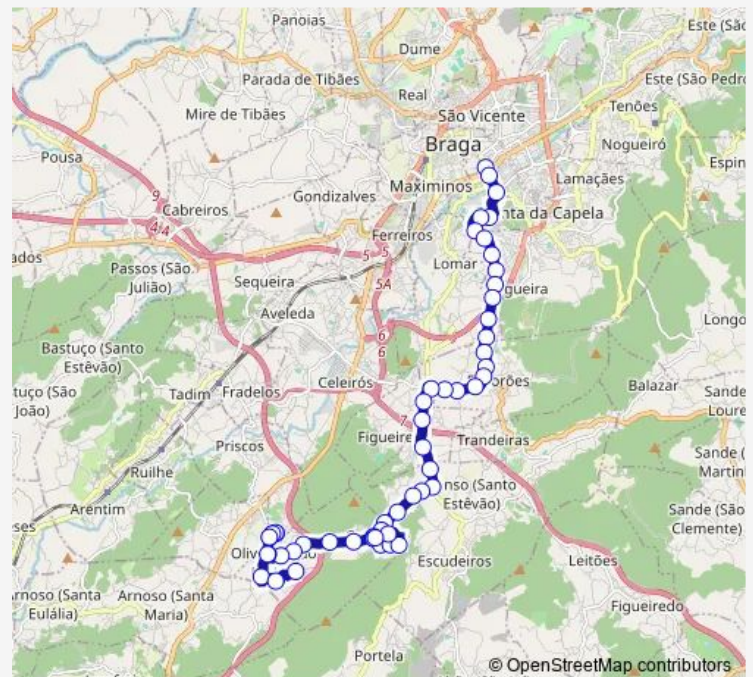 Panoias
Este (São
Dume
Parada de Tibães
Real
Este (São Pedro
São Vicente
Tenões
Mire de Tibães
Braga
Nogueiró
Pousa
Espin
Maximinos
Lamaçães
9
Gondizalves
Cabreiros
nta da Capela
4 A
Ferreiros
5
5
Lomar
Passos (São
Julião)
Sequeira
5A
gueira
Longo
Aveleda
6
6
Bastuço (Santo
Estêvão)
Celeirós
orões
Balazar
Sande
Loure
tuço (São
João)
Tadim
Fradelos
7
Figueire
Trandeiras
Priscos
Sande (
Martin
Ruilhe
nso (Santo
Estêvão)
Arentim
Sande (São
Clemente)
ses
Olive
do
Escudeiros
Leitões
rnoso (Santa
Eulália)
Arnoso (Santa
Maria)
Figueiredo
Portela
© OpenStreetMap contributors